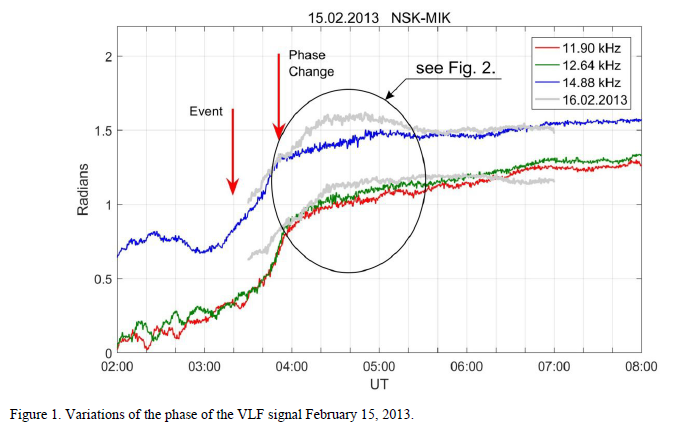 15.02.2013 NSK-MIK
2
1.5
1
0.5
0
Radians
Event
Phase
Change
see Fig. 2.
11.90 kHz
12.64 kHz
14.88 kHz
16.02.2013
02:00 03:00 04:00 05:00 06:00 07:00 08:00
UT
Figure 1. Variations of the phase of the VLF signal February 15, 2013.